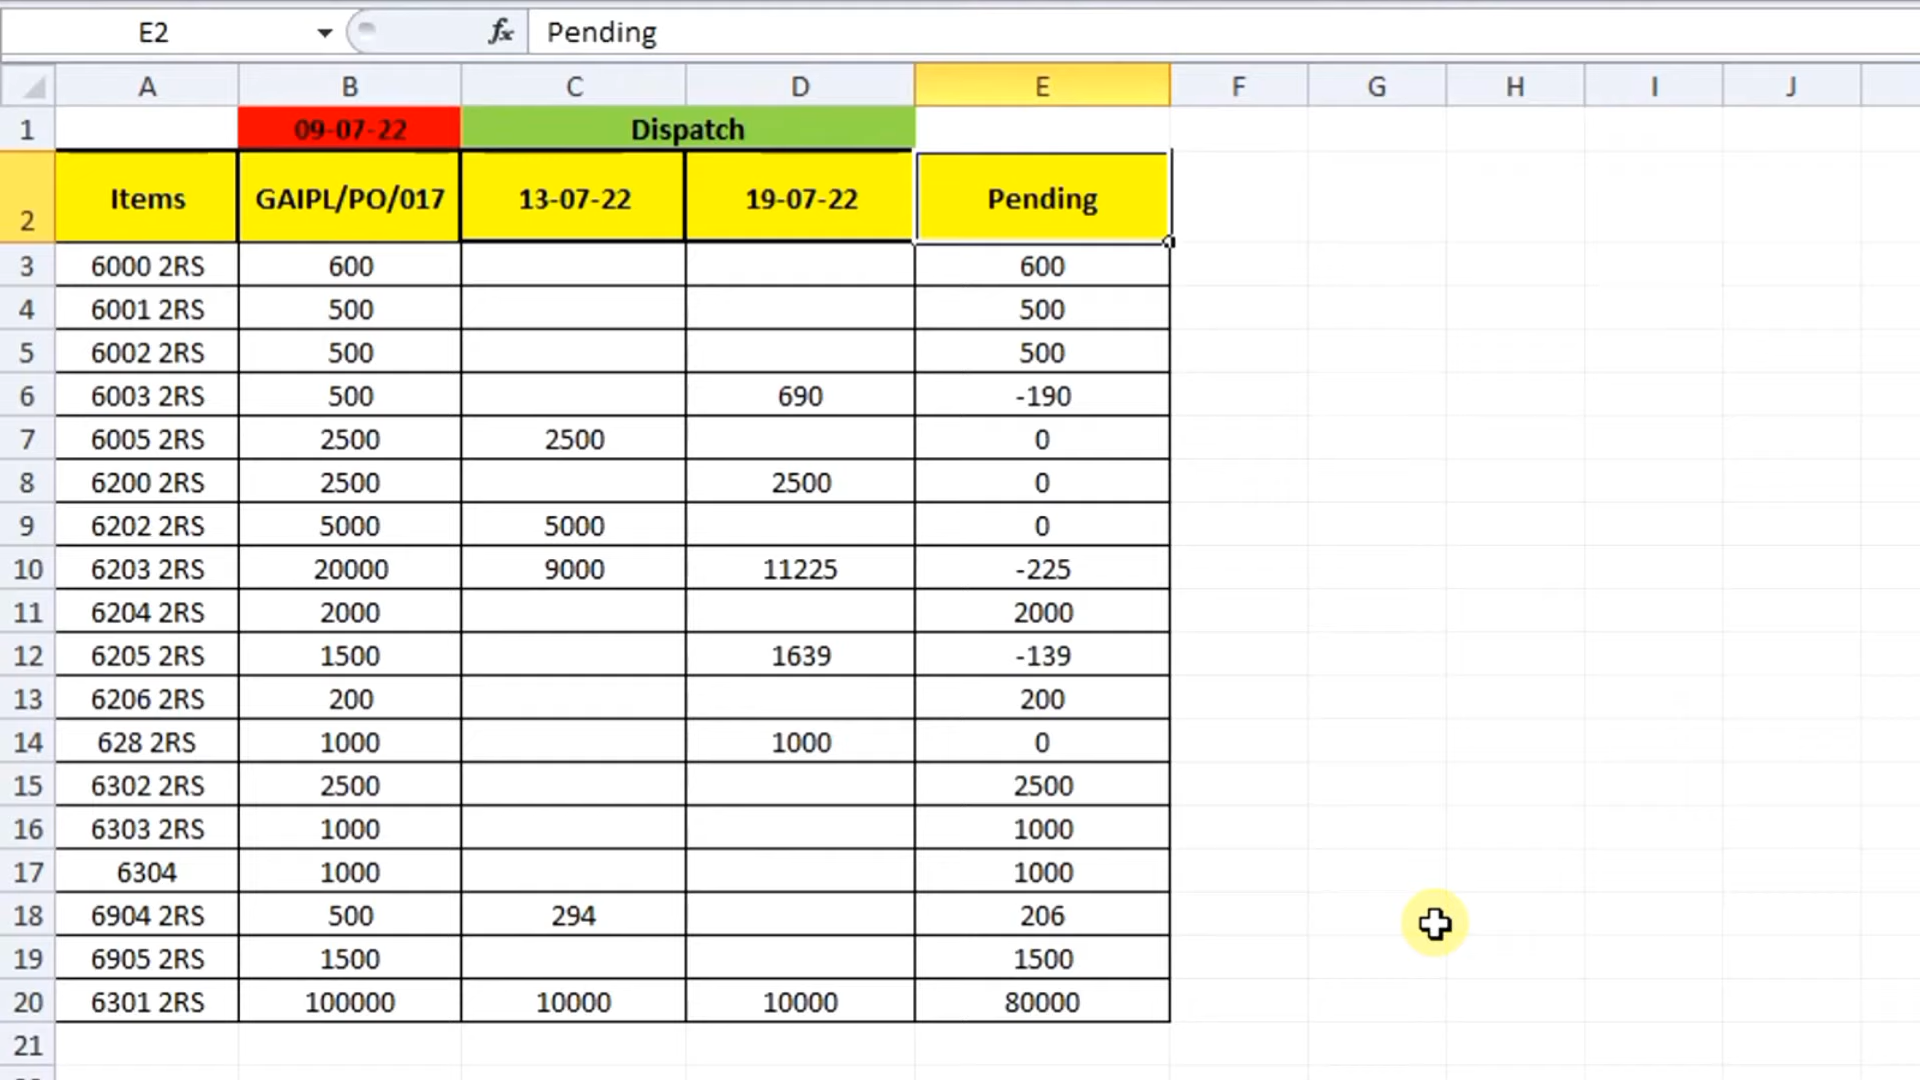 E2 fx Pending
A B C D E F G H I J
1 09-07-22 Dispatch
2 Items GAIPL/PO/017 13-07-22 19-07-22 Pending
3 6000 2RS 600 600
4 6001 2RS 500 500
5 6002 2RS 500 500
6 6003 2RS 500 690 -190
7 6005 2RS 2500 2500 0
8 6200 2RS 2500 2500 0
9 6202 2RS 5000 5000 0
10 6203 2RS 20000 9000 11225 -225
11 6204 2RS 2000 2000
12 6205 2RS 1500 1639 -139
13 6206 2RS 200 200
14 628 2RS 1000 1000 0
15 6302 2RS 2500 2500
16 6303 2RS 1000 1000
17 6304 1000 1000
18 6904 2RS 500 294 206
19 6905 2RS 1500 1500
20 6301 2RS 100000 10000 10000 80000
21